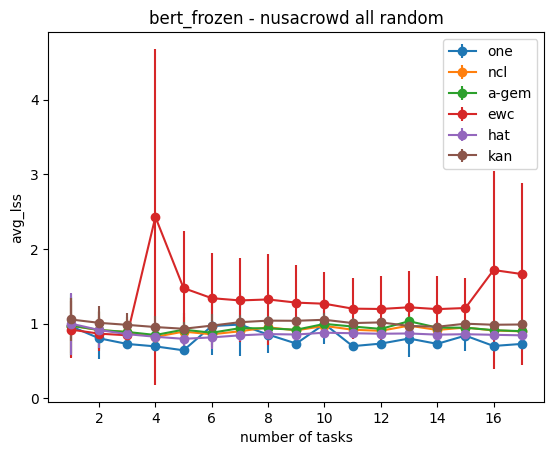 bert_frozen - nusacrowd all random
one
ncl
a-gem
ewc
hat
kan
avg_lss
4
3
2
1
0
2
4
6
8
10
12
14
16
number of tasks